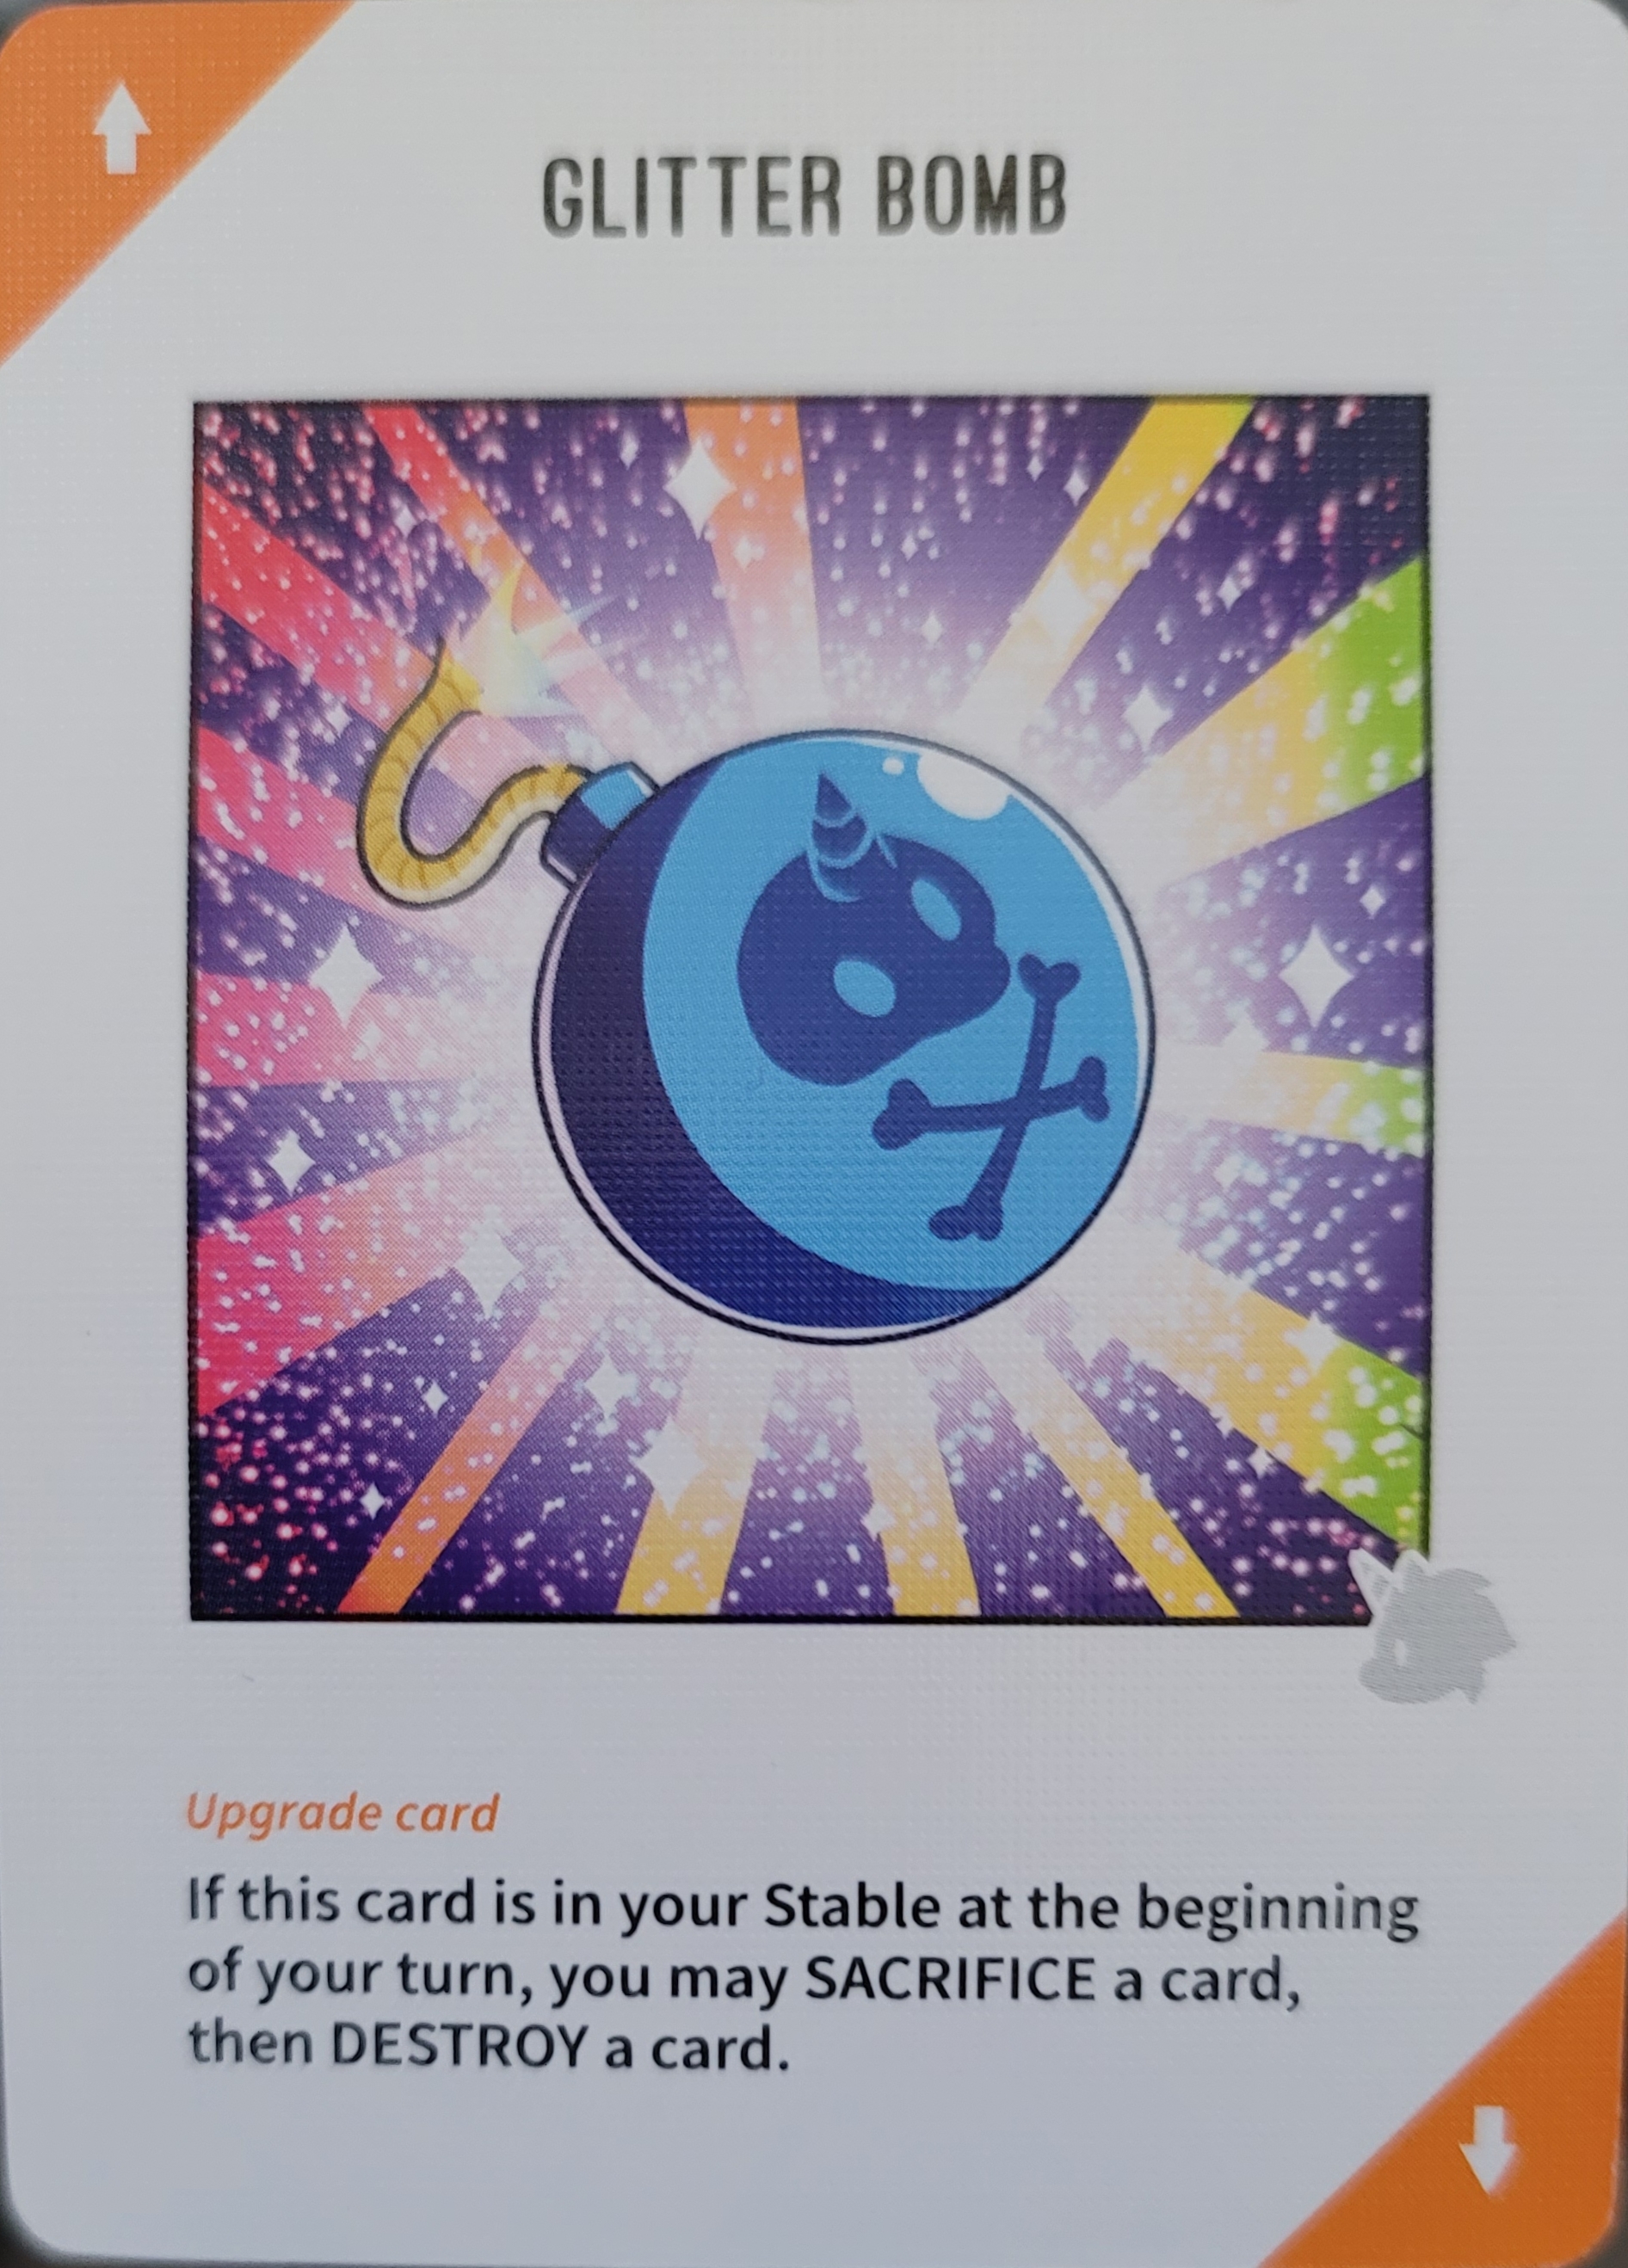 GLITTER BOMB
Upgrade card
If this card is in your Stable at the beginning
of your turn, you may SACRIFICE a card,
then DESTROY a card.